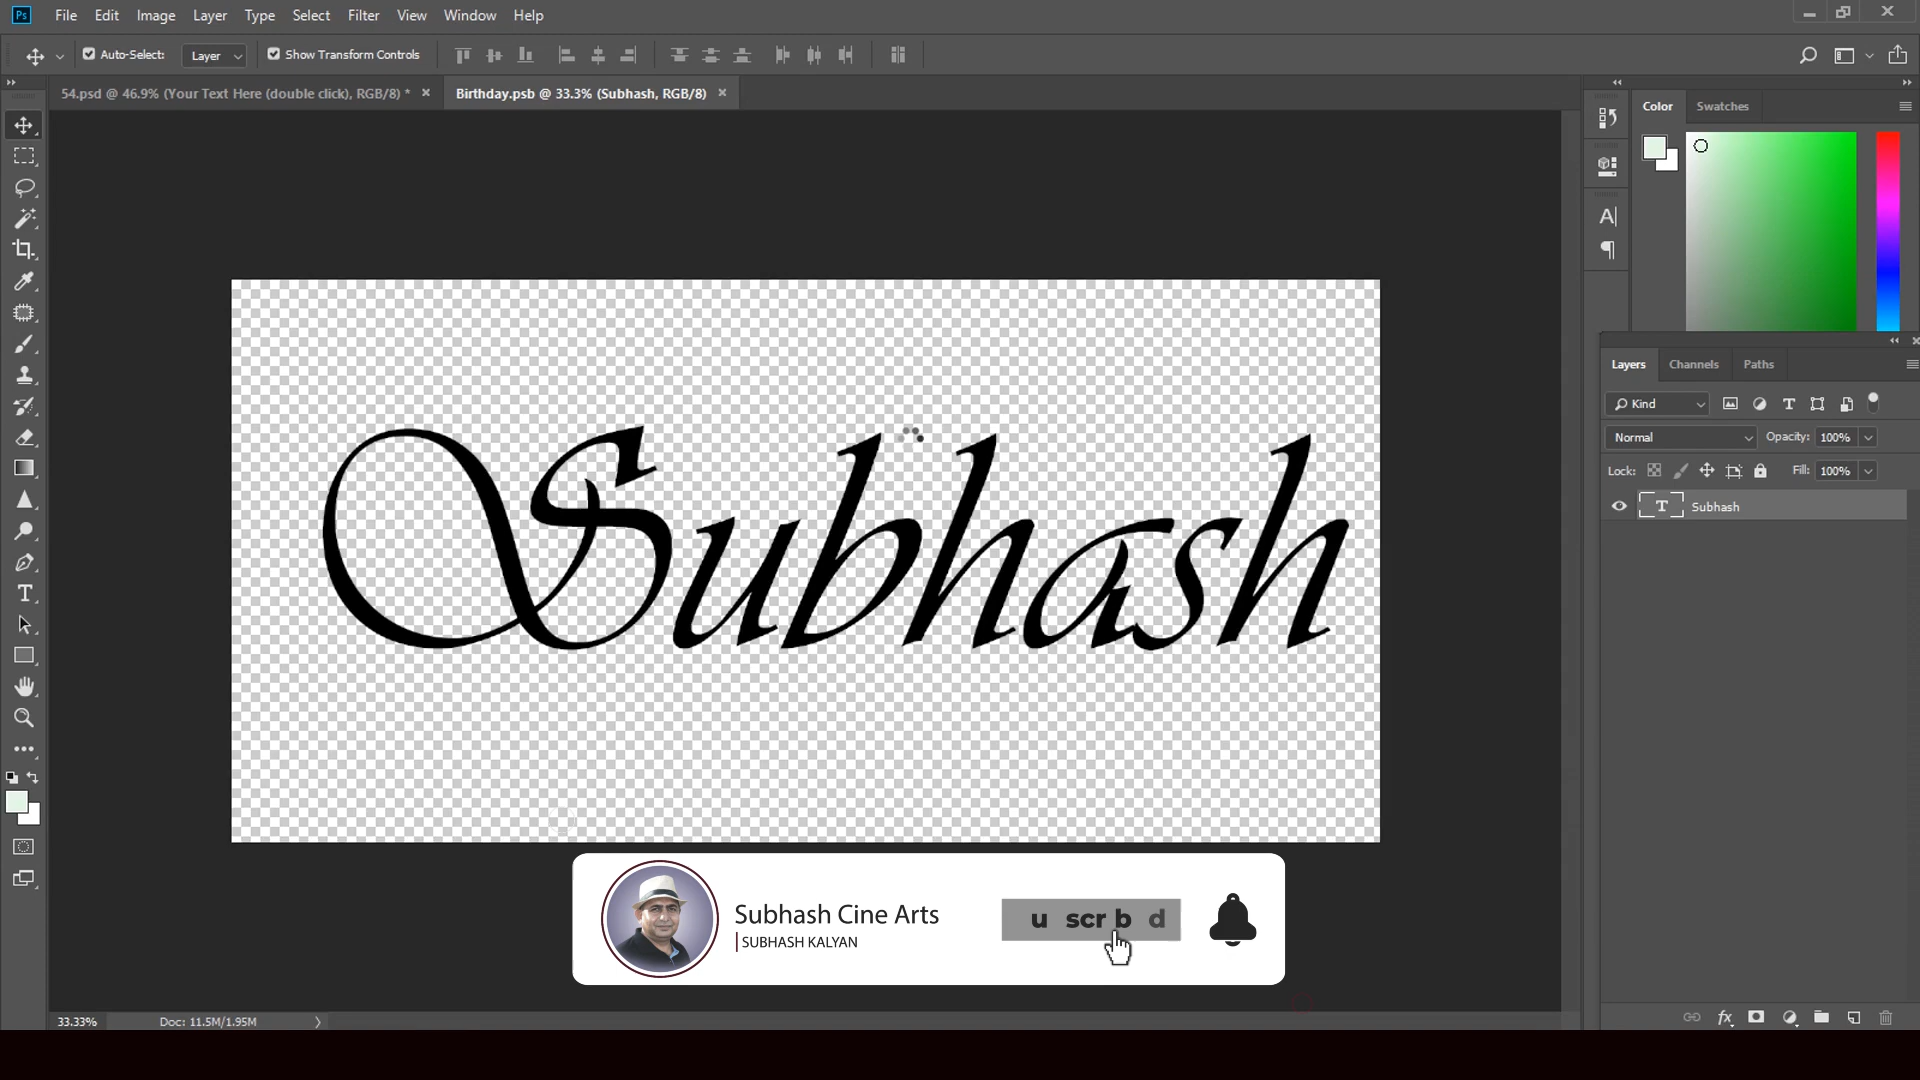 Ps File Edit Image Layer Type Select Filter View Window Help
Auto-Select: Layer Show Transform Controls
54.psd @ 46.9% (Your Text Here (double click), RGB/8) * Birthday.psb @ 33.3% (Subhash, RGB/8)
Color Swatches
Layers Channels Paths
Kind
Normal Opacity: 100%
Lock: Fill: 100%
Subhash
Subhash
Subhash Cine Arts
SUBHASH KALYAN
u scr b d
33.33% Doc: 11.5M/1.95M